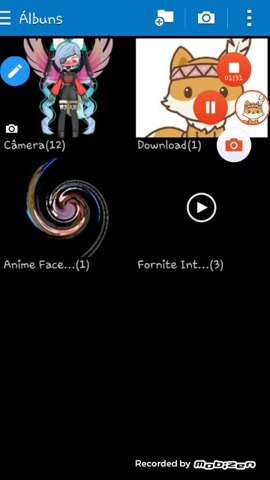 Álbuns
01:31
Câmera(12)
Download(1)
Anime Face...(1)
Fornite Int...(3)
Recorded by mobizen